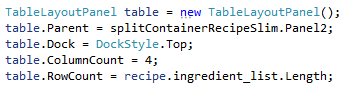 TableLayoutPanel table = new TableLayoutPanel();
table.Parent = splitContainerRecipeSlim.Panel2;
table.Dock = DockStyle.Top;
table.ColumnCount = 4;
table.RowCount = recipe.ingredient_list.Length;